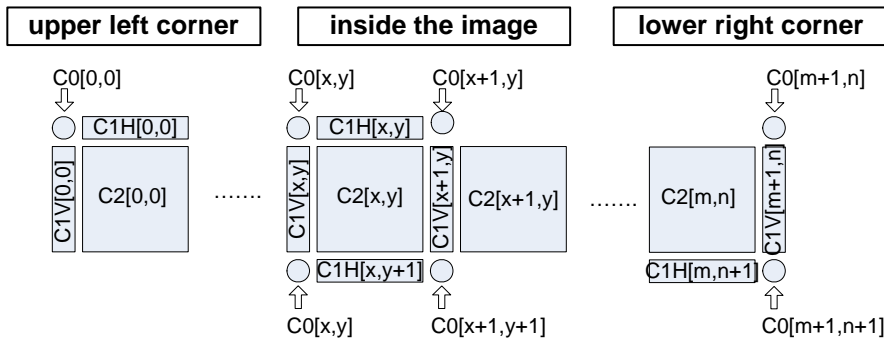 upper left corner
inside the image
lower right corner
C0[0,0]
C0[x,y]
C0[x+1,y]
C0[m+1,n]
C1H[0,0]
C1H[x,y]
C1V[0,0]
C2[0,0]
.......
C1V[x,y]
C2[x,y]
C1V[x+1,y]
C2[x+1,y]
.......
C2[m,n]
C1V[m+1,n]
C1H[x,y+1]
C1H[m,n+1]
C0[x,y]
C0[x+1,y+1]
C0[m+1,n+1]